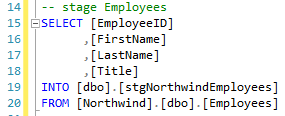 14 -- stage Employees
15 SELECT [EmployeeID]
16 ,[FirstName]
17 ,[LastName]
18 ,[Title]
19 INTO [dbo].[stgNorthwindEmployees]
20 FROM [Northwind].[dbo].[Employees]